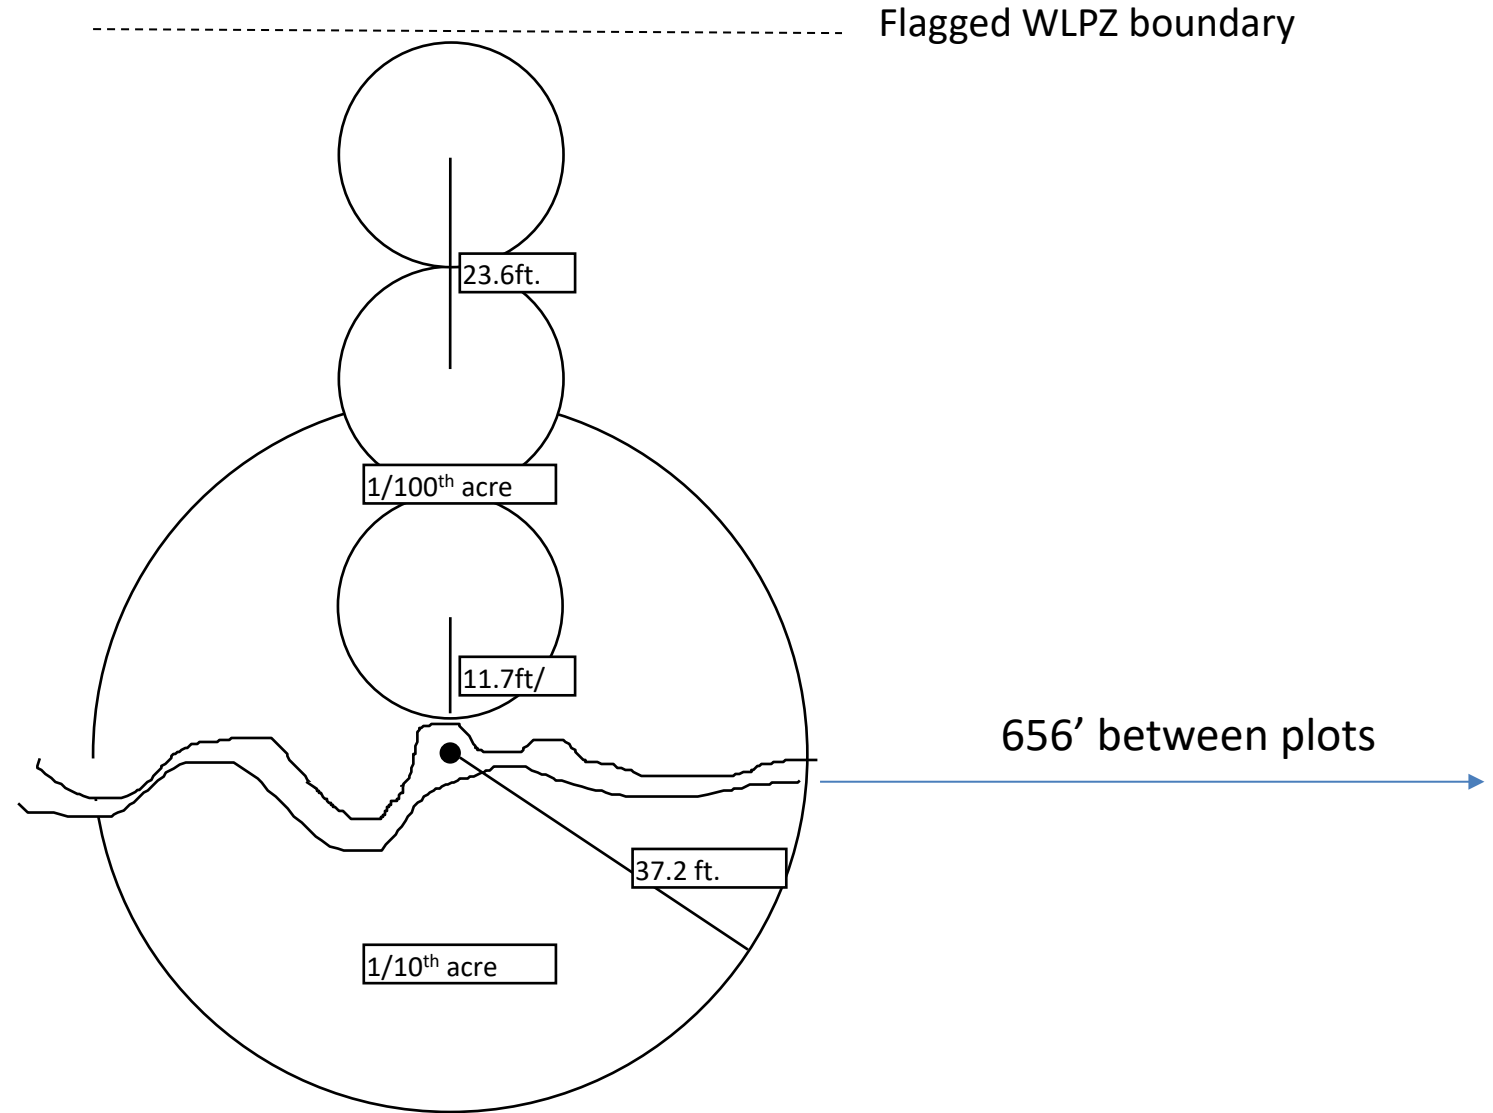 Flagged WLPZ boundary
23.6ft.
1/100th acre
11.7ft/
656’ between plots
37.2 ft.
1/10th acre